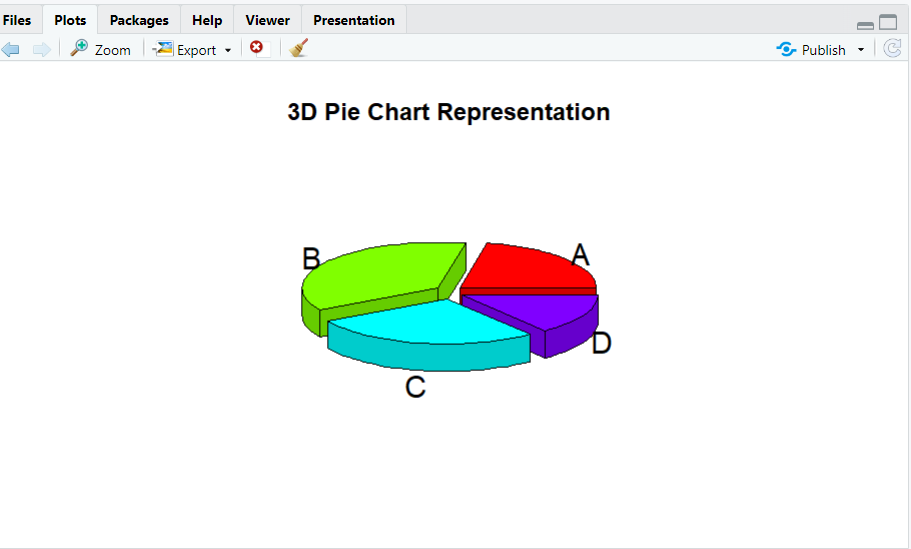 Files Plots Packages Help Viewer Presentation
Zoom Export Publish
3D Pie Chart Representation
B
A
D
C